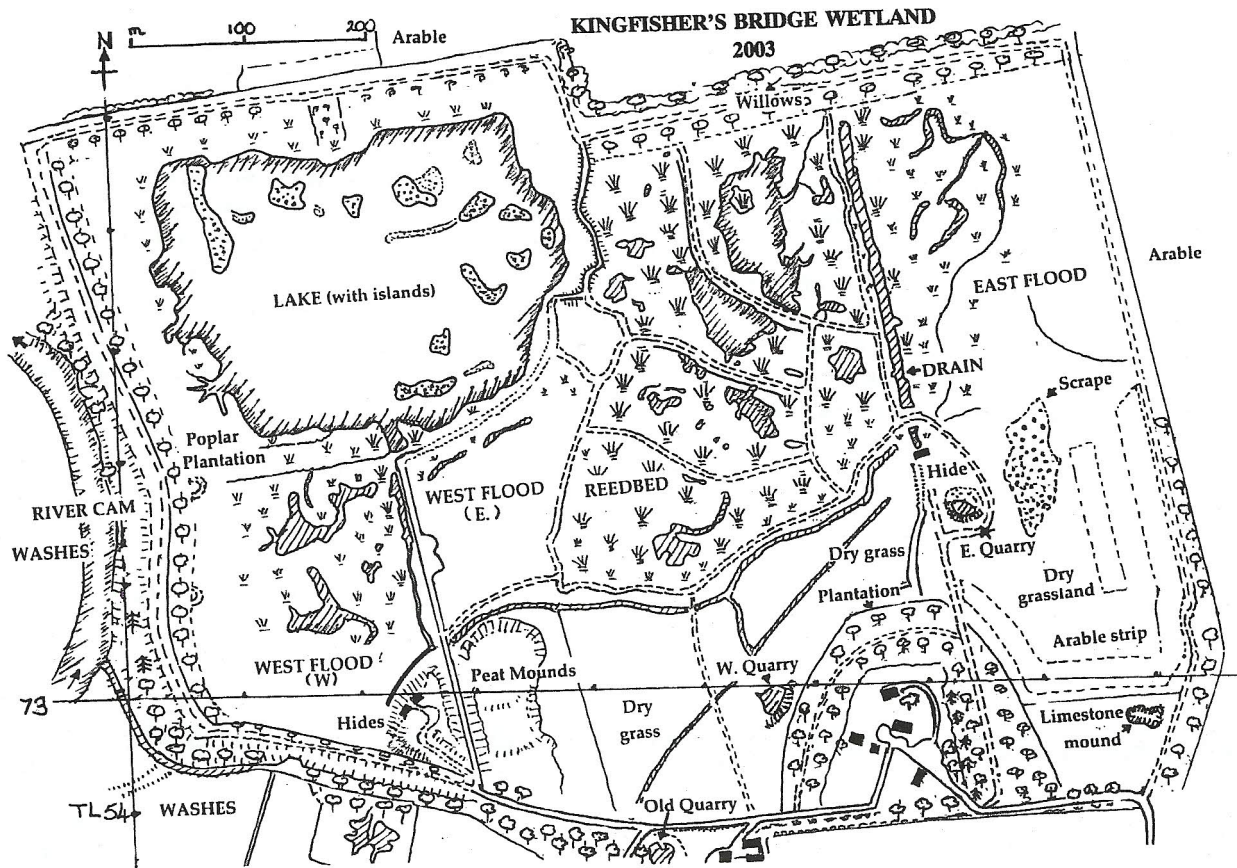 KINGFISHER'S BRIDGE WETLAND
2003
N
m
100
200
Arable
Willows
LAKE (with islands)
EAST FLOOD
Arable
DRAIN
Scrape
Poplar
Plantation
WEST FLOOD
(E.)
REEDBED
Hide
RIVER CAM
WASHES
E. Quarry
Dry grass
Plantation
Dry
grassland
Arable strip
WEST FLOOD
(W)
Peat Mounds
W. Quarry
73
Hides
Dry
grass
Limestone
mound
TL54
WASHES
Old Quarry